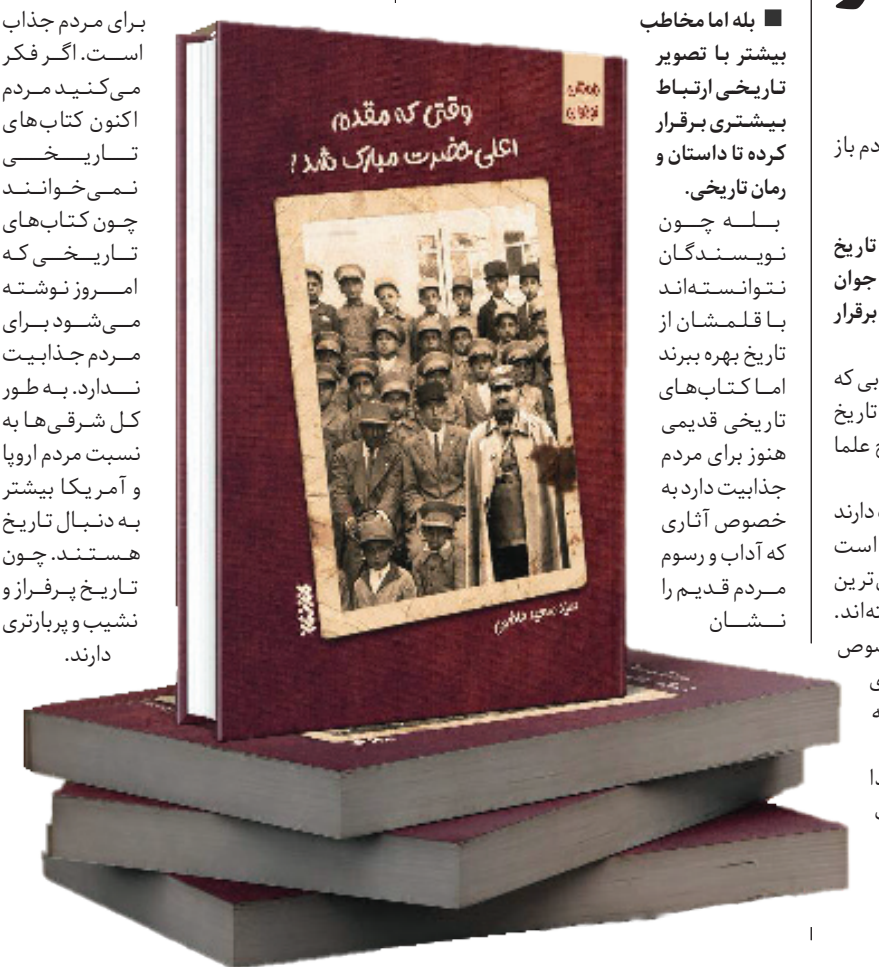 دم باز
تاریخ
جوان
برقرار
بی که
تاریخ
علما
دارند
است
ترین
ته‌اند.
صوص
ی
ه
دا
■ بله اما مخاطب
بیشتر با تصویر
تاریخی ارتباط
بیشتری برقرار
کرده تا داستان و
رمان تاریخی.
بله چون
نویسندگان
نتوانسته‌اند
با قلمشان از
تاریخ بهره ببرند
اما کتاب‌های
تاریخی قدیمی
هنوز برای مردم
جذابیت دارد به
خصوص آثاری
که آداب و رسوم
مردم قدیم را
نشان
وقتی که مقدم
اعلی حضرت مبارک شد!
برای مردم جذاب
است. اگر فکر
می‌کنید مردم
اکنون کتاب‌های
تاریخی
نمی‌خوانند
چون کتاب‌های
تاریخی که
امروز نوشته
می‌شود برای
مردم جذابیت
ندارد. به طور
کل شرقی‌ها به
نسبت مردم اروپا
و آمریکا بیشتر
به دنبال تاریخ
هستند. چون
تاریخ پرفراز و
نشیب و پربارتری
دارند.